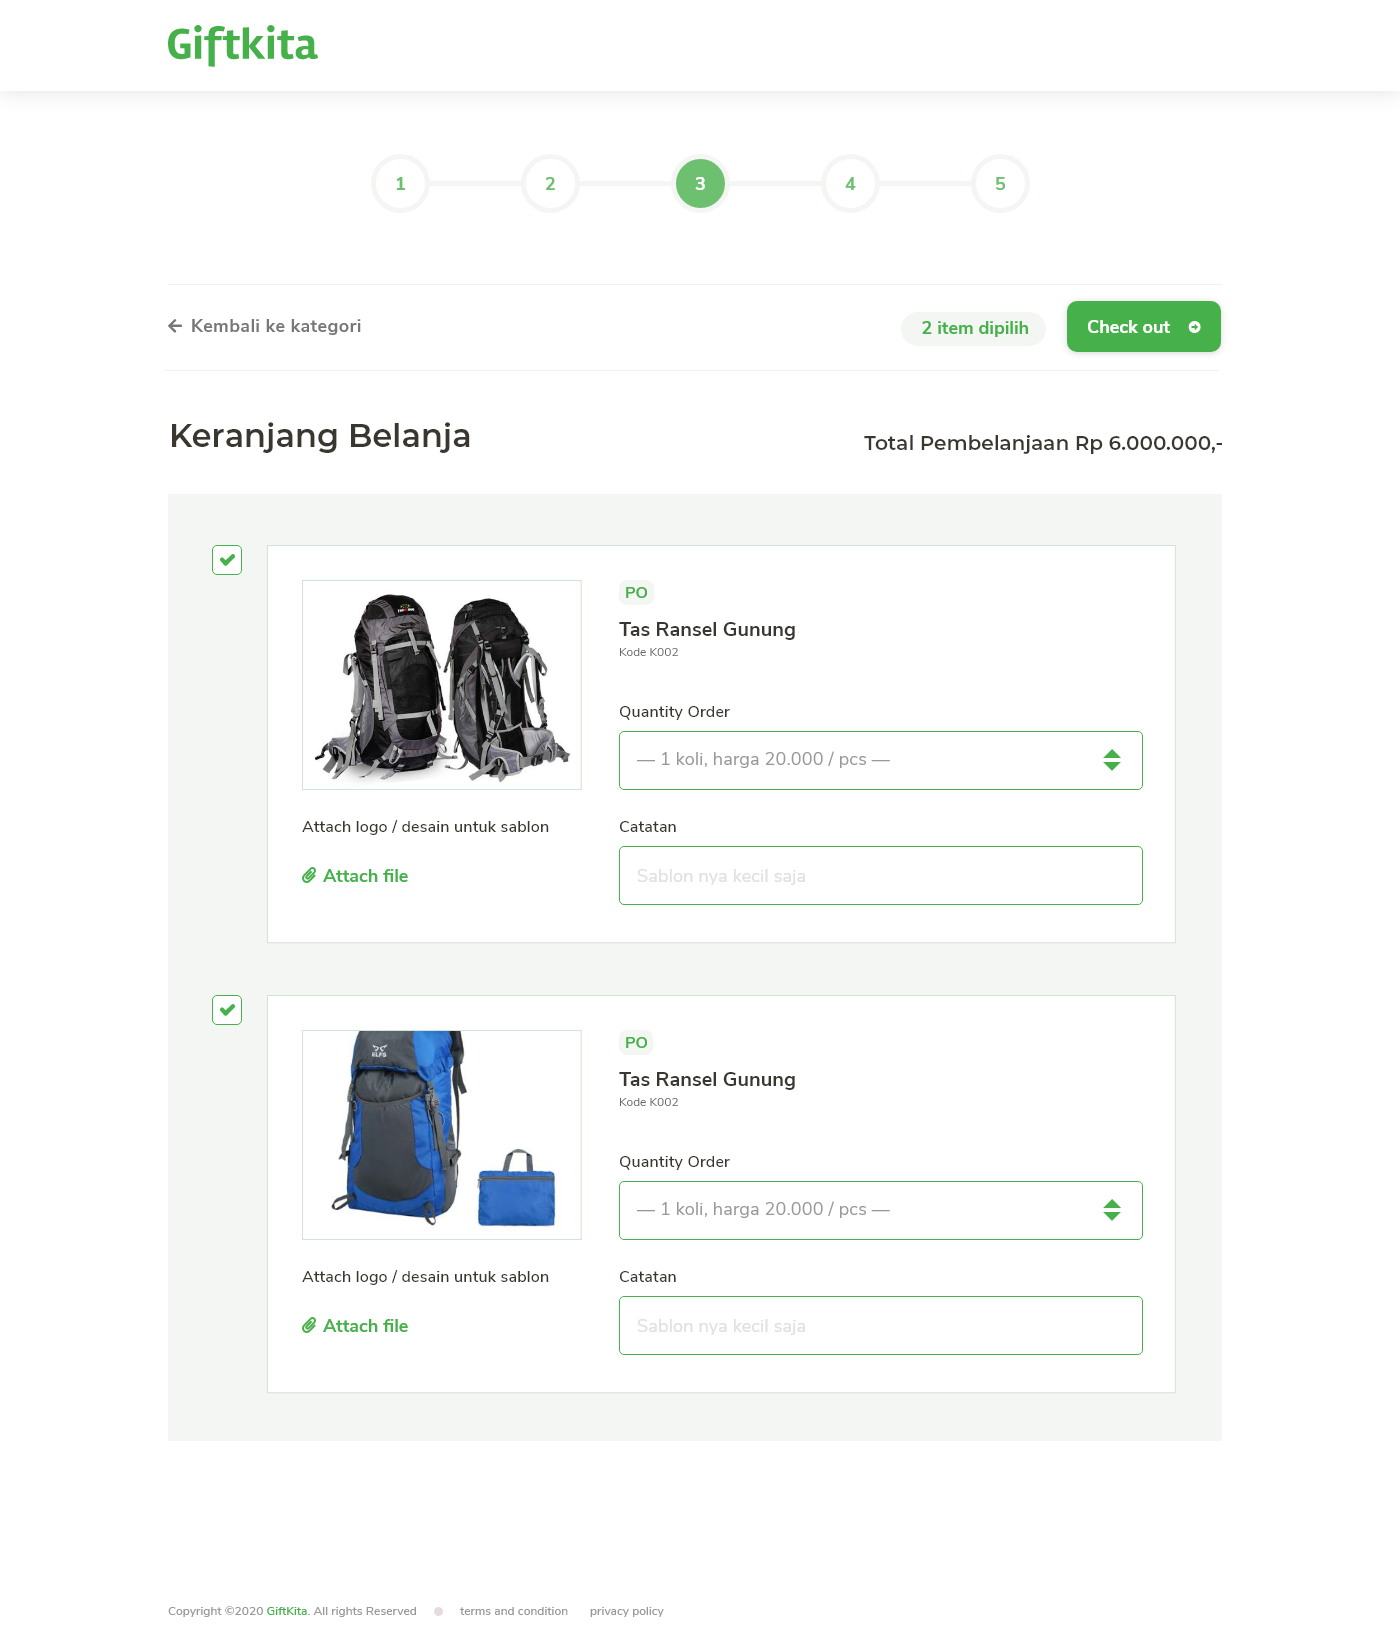 Giftkita
1 2 3 4 5
Kembali ke kategori
2 item dipilih
Check out
Keranjang Belanja
Total Pembelanjaan Rp 6.000.000,-
PO
Tas Ransel Gunung
Kode K002
Quantity Order
— 1 koli, harga 20.000 / pcs —
Attach logo / desain untuk sablon
Catatan
Attach file
Sablon nya kecil saja
ELFS
PO
Tas Ransel Gunung
Kode K002
Quantity Order
— 1 koli, harga 20.000 / pcs —
Attach logo / desain untuk sablon
Catatan
Attach file
Sablon nya kecil saja
Copyright ©2020 GiftKita. All rights Reserved
terms and condition
privacy policy